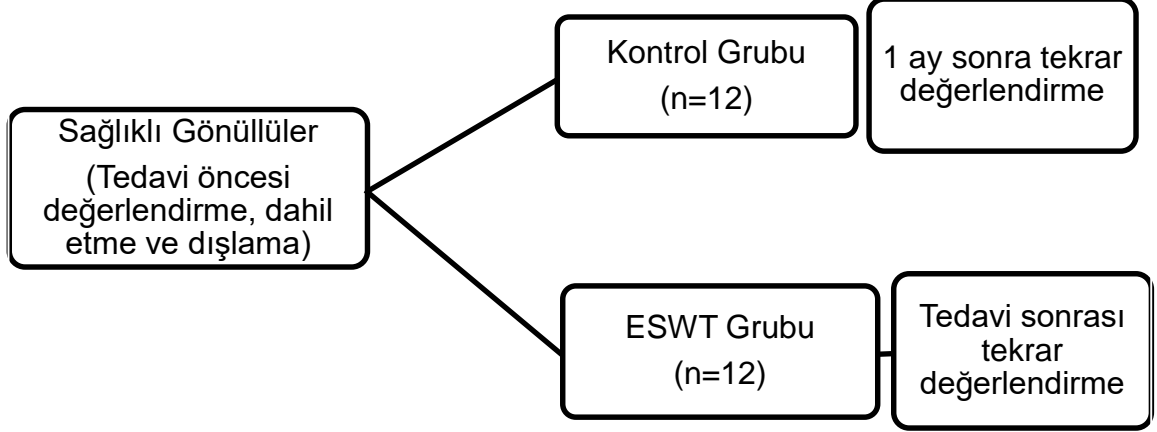 Sağlıklı Gönüllüler
(Tedavi öncesi
değerlendirme, dahil
etme ve dışlama)
Kontrol Grubu
(n=12)
1 ay sonra tekrar
değerlendirme
ESWT Grubu
(n=12)
Tedavi sonrası
tekrar
değerlendirme